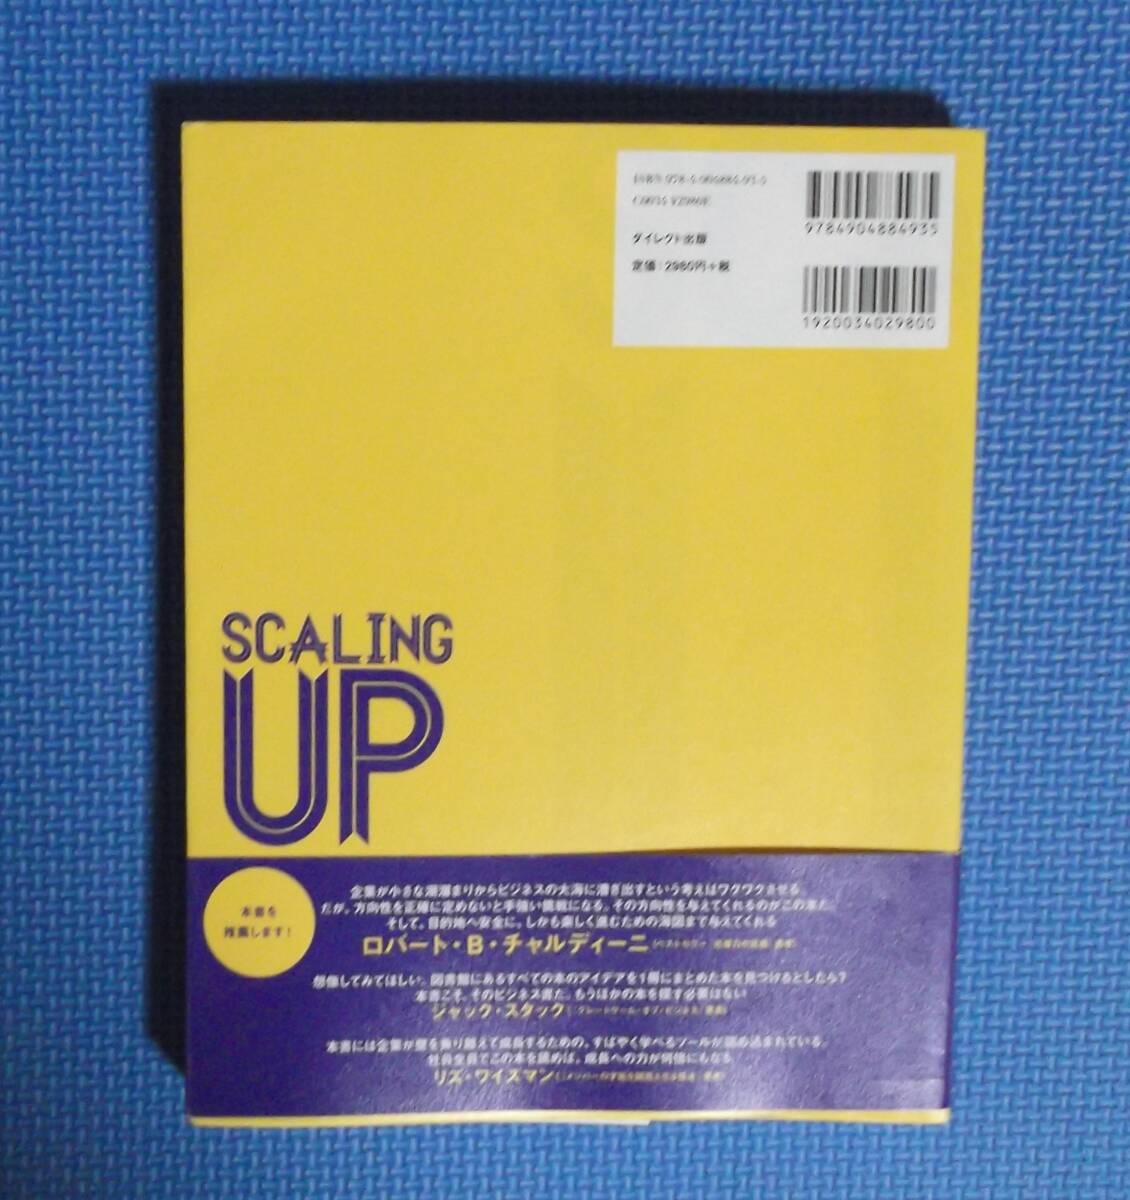 9784904884935
ダイレクト出版
定価：2980円＋税
1920034029800
SCALING
UP
本書を
推薦します！
企業が小さな潮溜まりからビジネスの大海に漕ぎ出すという考えはワクワクさせる。
だが、方向性を正確に定めないと手強い挑戦になる。その方向性を与えてくれるのがこの本だ。
そして、目的地へ安全に、しかも楽しく進むための海図まで与えてくれる
ロバート・B・チャルディーニ
想像してみてほしい。図書館にあるすべての本のアイデアを1冊にまとめた本を見つけるとしたら？
本書こそ、そのビジネス書だ。もうほかの本を探す必要はない
ジャック・スタック
本書には企業が壁を乗り越えて成長するための、すばやく学べるツールが詰め込まれている。
社員全員でこの本を読めば、成長への力が何倍にもなる
リズ・ワイズマン